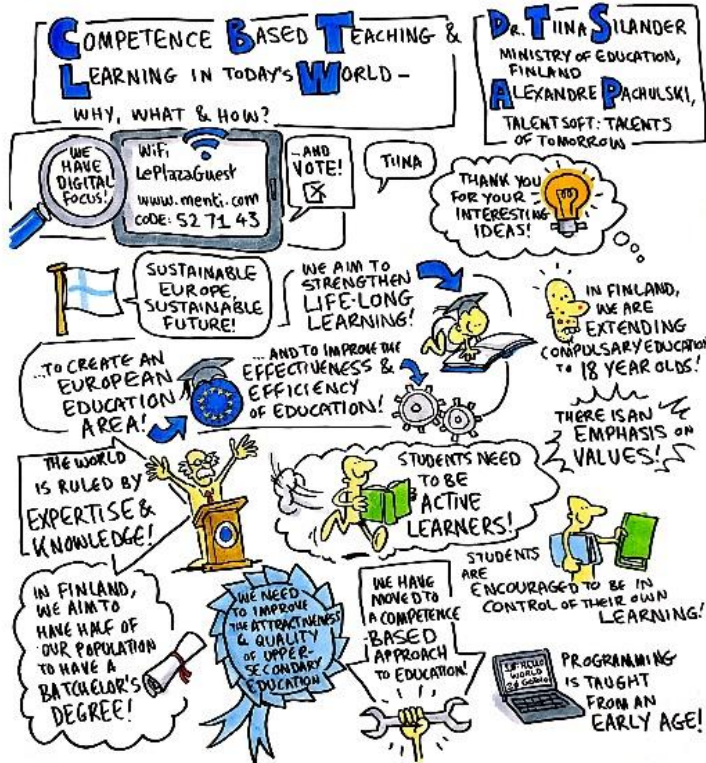 COMPETENCE BASED TEACHING &
LEARNING IN TODAY'S WORLD –
WHY, WHAT & HOW?
DR. TIINA SILANDER
MINISTRY OF EDUCATION,
FINLAND
ALEXANDRE PACHULSKI,
TALENTSOFT: TALENTS
OF TOMORROW
WE
HAVE
DIGITAL
FOCUS!
WiFi
LePlazaGuest
www.menti.com
CODE: 52 71 43
...AND
VOTE!
TIINA
THANK YOU
FOR YOUR
INTERESTING
IDEAS!
SUSTAINABLE
EUROPE,
SUSTAINABLE
FUTURE!
WE AIM TO
STRENGTHEN
LIFE-LONG
LEARNING!
IN FINLAND,
WE ARE
EXTENDING
COMPULSARY EDUCATION
TO 18 YEAR OLDS!
...TO CREATE AN
EUROPEAN
EDUCATION
AREA!
... AND TO IMPROVE THE
EFFECTIVENESS &
EFFICIENCY
OF EDUCATION!
THERE IS AN
EMPHASIS ON
VALUES!
THE WORLD
IS RULED BY
EXPERTISE &
KNOWLEDGE!
STUDENTS NEED
TO BE
ACTIVE
LEARNERS!
STUDENTS
ARE
ENCOURAGED TO BE IN
CONTROL OF THEIR OWN
LEARNING!
IN FINLAND,
WE AIM TO
HAVE HALF OF
OUR POPULATION
TO HAVE A
BATCHELOR'S
DEGREE!
WE NEED
TO IMPROVE
THE ATTRACTIVENESS
& QUALITY
OF UPPER-
SECONDARY
EDUCATION
WE HAVE
MOVED TO
A COMPETENCE
-BASED
APPROACH
TO EDUCATION!
HELLO
WORLD
PROGRAMMING
IS TAUGHT
FROM AN
EARLY AGE!